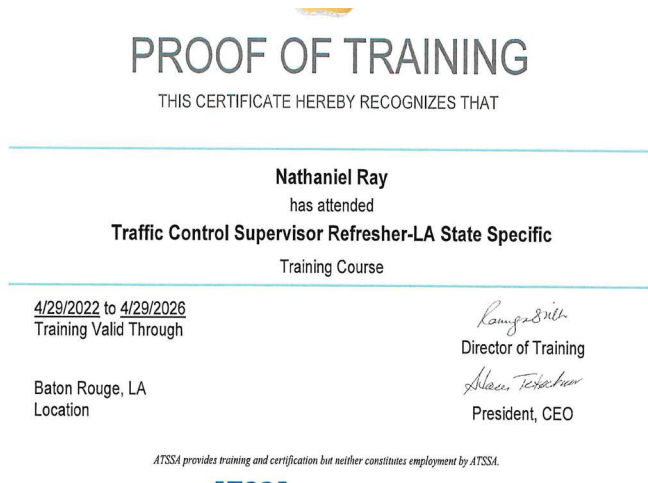 PROOF OF TRAINING
THIS CERTIFICATE HEREBY RECOGNIZES THAT
Nathaniel Ray
has attended
Traffic Control Supervisor Refresher-LA State Specific
Training Course
4/29/2022 to 4/29/2026
Training Valid Through
Director of Training
Baton Rouge, LA
Location
President, CEO
ATSSA provides training and certification but neither constitutes employment by ATSSA.
ATSSA